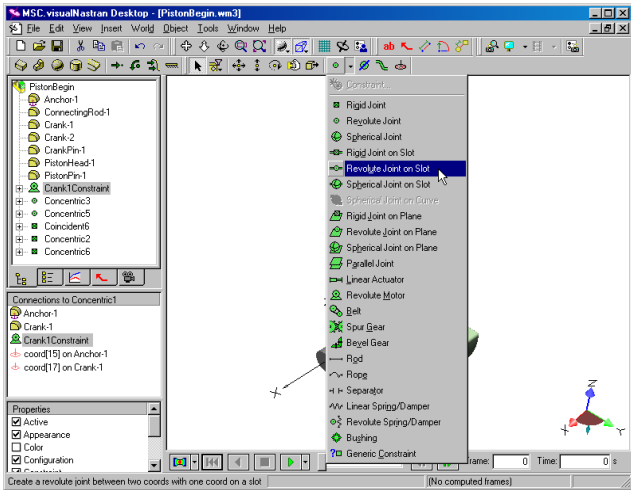 MSC.visualNastran Desktop - [PistonBegin.wm3]
File Edit View Insert World Object Tools Window Help
PistonBegin
Anchor-1
ConnectingRod-1
Crank-1
Crank-2
CrankPin-1
PistonHead-1
PistonPin-1
Crank1Constraint
Concentric3
Concentric5
Coincident6
Concentric2
Concentric6
Connections to Concentric1
Anchor-1
Crank-1
Crank1Constraint
coord[15] on Anchor-1
coord[17] on Crank-1
Properties
Active
Appearance
Color
Configuration
Constraint
Constraint...
Rigid Joint
Revolute Joint
Spherical Joint
Rigid Joint on Slot
Revolute Joint on Slot
Spherical Joint on Slot
Spherical Joint on Curve
Rigid Joint on Plane
Revolute Joint on Plane
Spherical Joint on Plane
Parallel Joint
Linear Actuator
Revolute Motor
Belt
Spur Gear
Bevel Gear
Rod
Rope
Separator
Linear Spring/Damper
Revolute Spring/Damper
Bushing
Generic Constraint
X
Z
X
Y
Frame: 0 Time: 0 s
Create a revolute joint between two coords with one coord on a slot
(No computed frames)